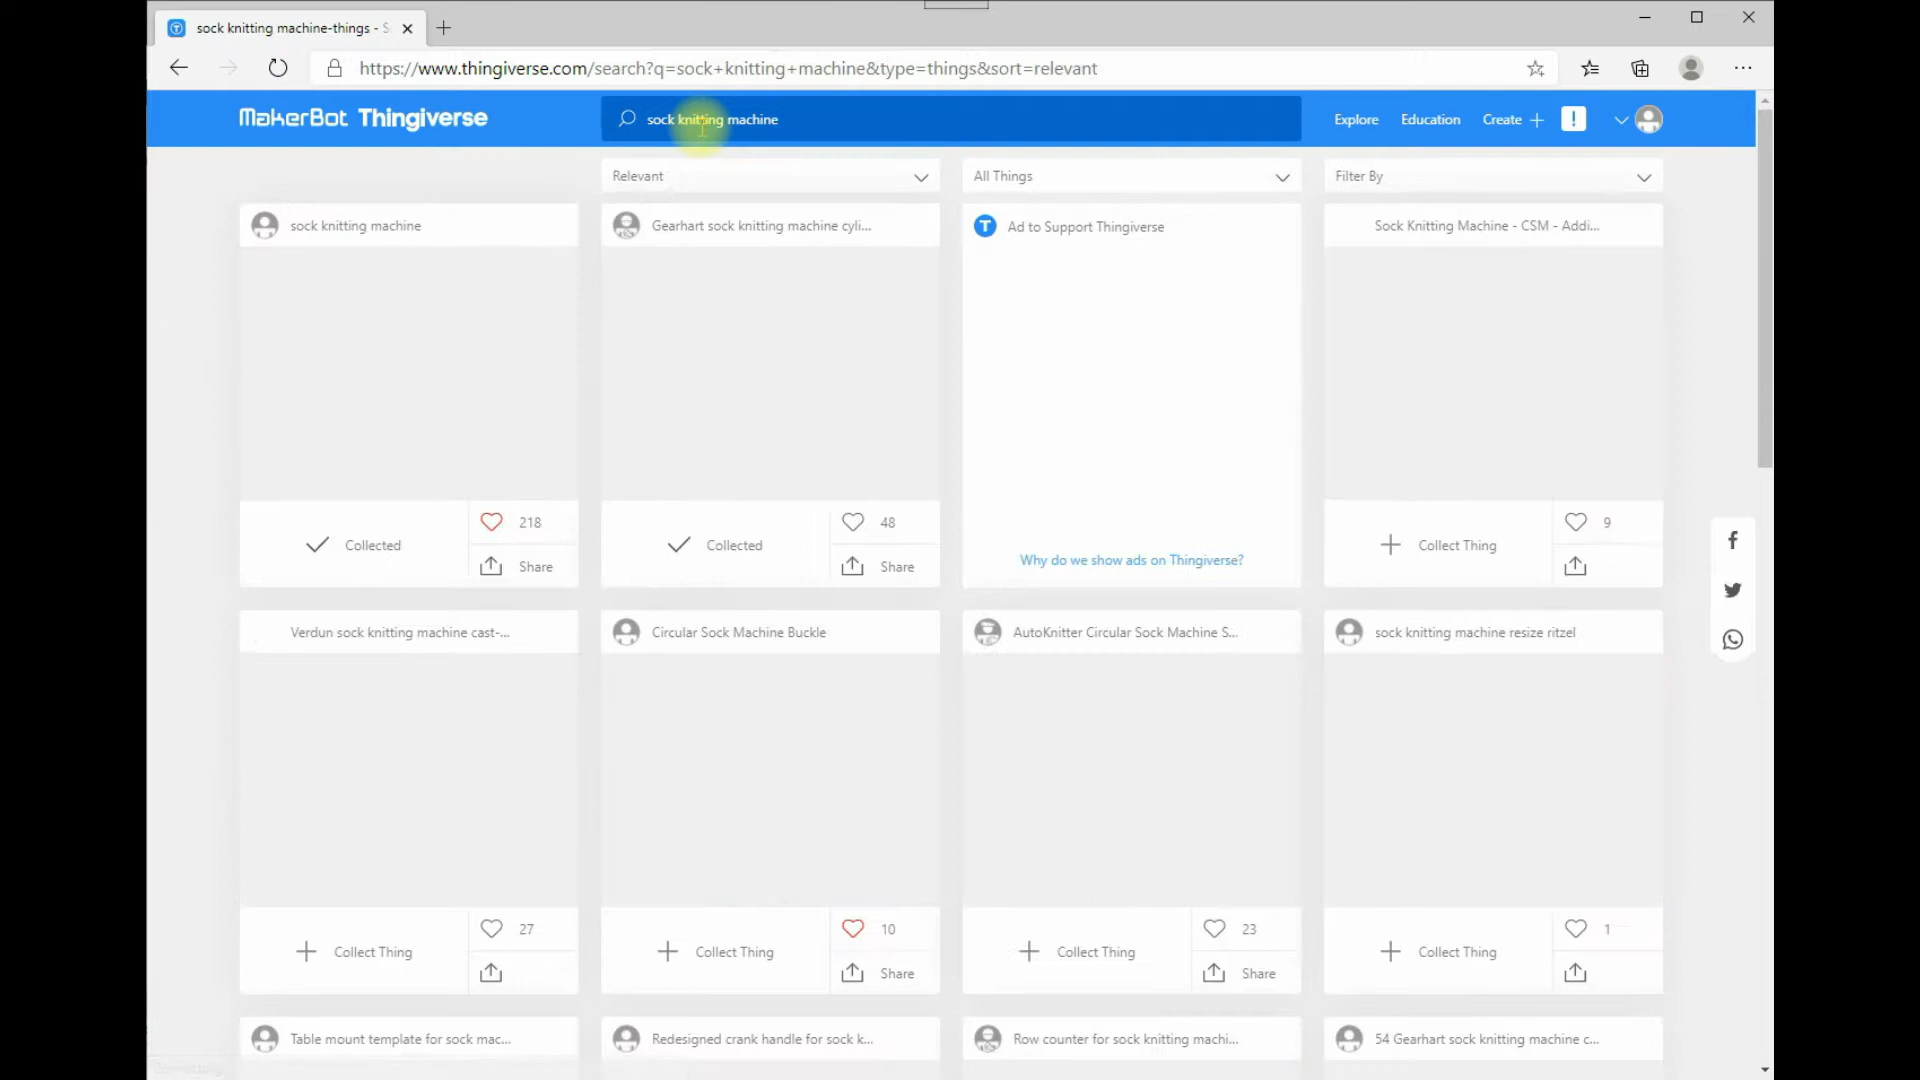 sock knitting machine-things - S
https://www.thingiverse.com/search?q=sock+knitting+machine&type=things&sort=relevant
MakerBot Thingiverse
sock knitting machine
Explore
Education
Create
Relevant
All Things
Filter By
sock knitting machine
Gearhart sock knitting machine cyli...
Ad to Support Thingiverse
Sock Knitting Machine - CSM - Addi...
Why do we show ads on Thingiverse?
Collected
218
Share
Collected
48
Share
Collect Thing
9
Verdun sock knitting machine cast-...
Circular Sock Machine Buckle
AutoKnitter Circular Sock Machine S...
sock knitting machine resize ritzel
Collect Thing
27
Collect Thing
10
Share
Collect Thing
23
Share
Collect Thing
1
Table mount template for sock mac...
Redesigned crank handle for sock k...
Row counter for sock knitting machi...
54 Gearhart sock knitting machine c...